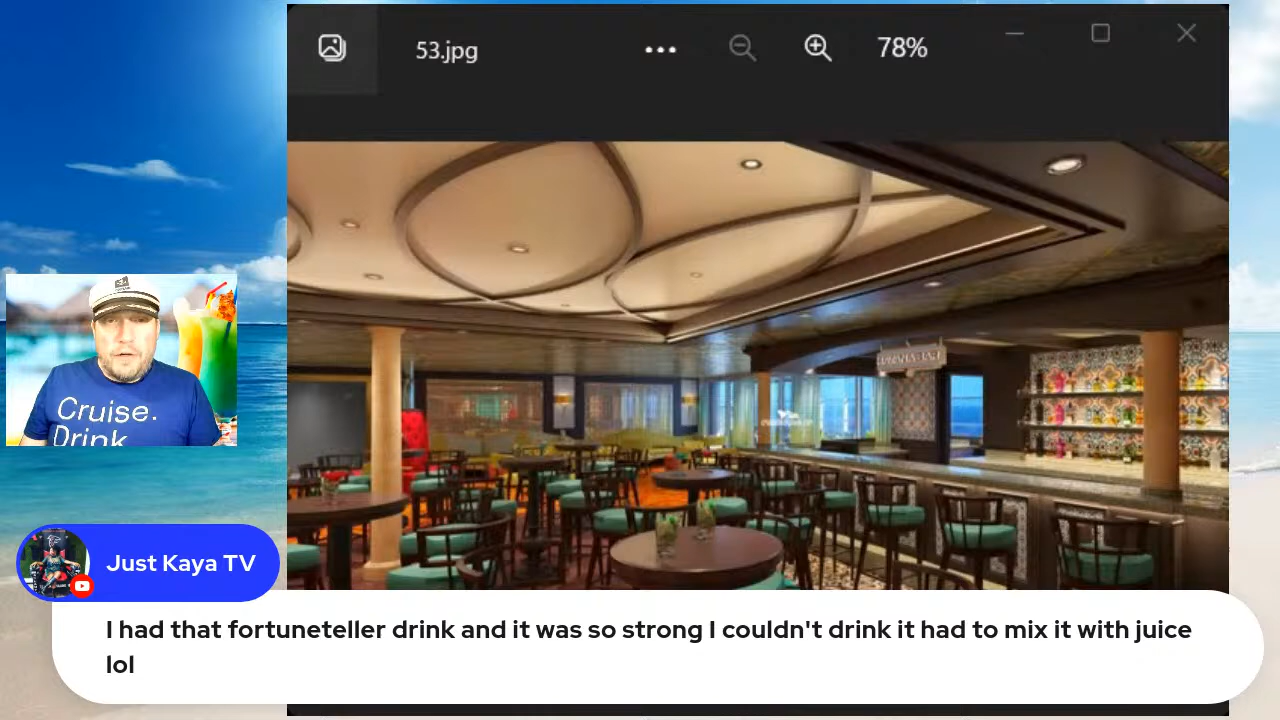 53.jpg
78%
Cruise.
Drink
Just Kaya TV
I had that fortuneteller drink and it was so strong I couldn't drink it had to mix it with juice
lol